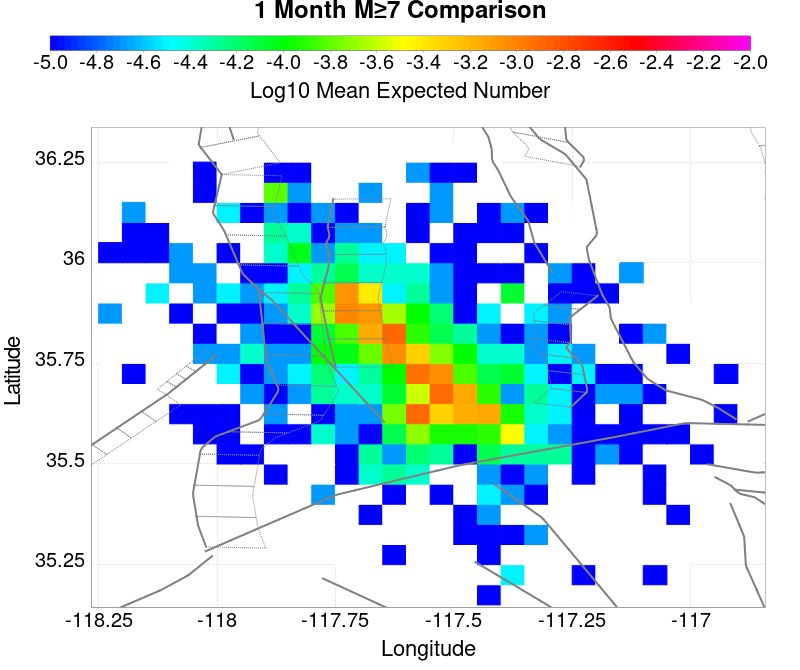 1 Month M≥7 Comparison
-5.0 -4.8 -4.6 -4.4 -4.2 -4.0 -3.8 -3.6 -3.4 -3.2 -3.0 -2.8 -2.6 -2.4 -2.2 -2.0
Log10 Mean Expected Number
36.25
36
35.75
35.5
35.25
Latitude
-118.25 -118 -117.75 -117.5 -117.25 -117
Longitude